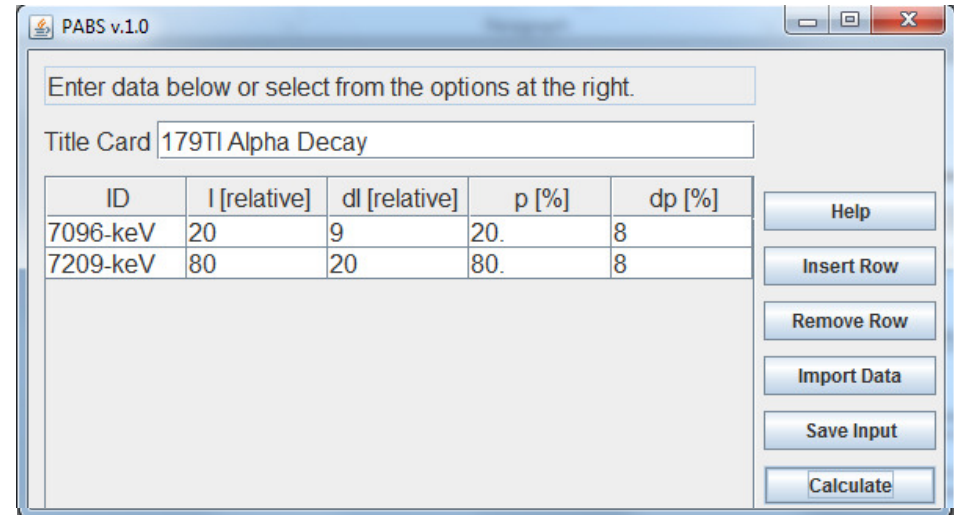 PABS v.1.0
Enter data below or select from the options at the right.
Title Card 179Tl Alpha Decay
ID I [relative] dI [relative] p [%] dp [%]
7096-keV 20 9 20. 8
7209-keV 80 20 80. 8
Help
Insert Row
Remove Row
Import Data
Save Input
Calculate